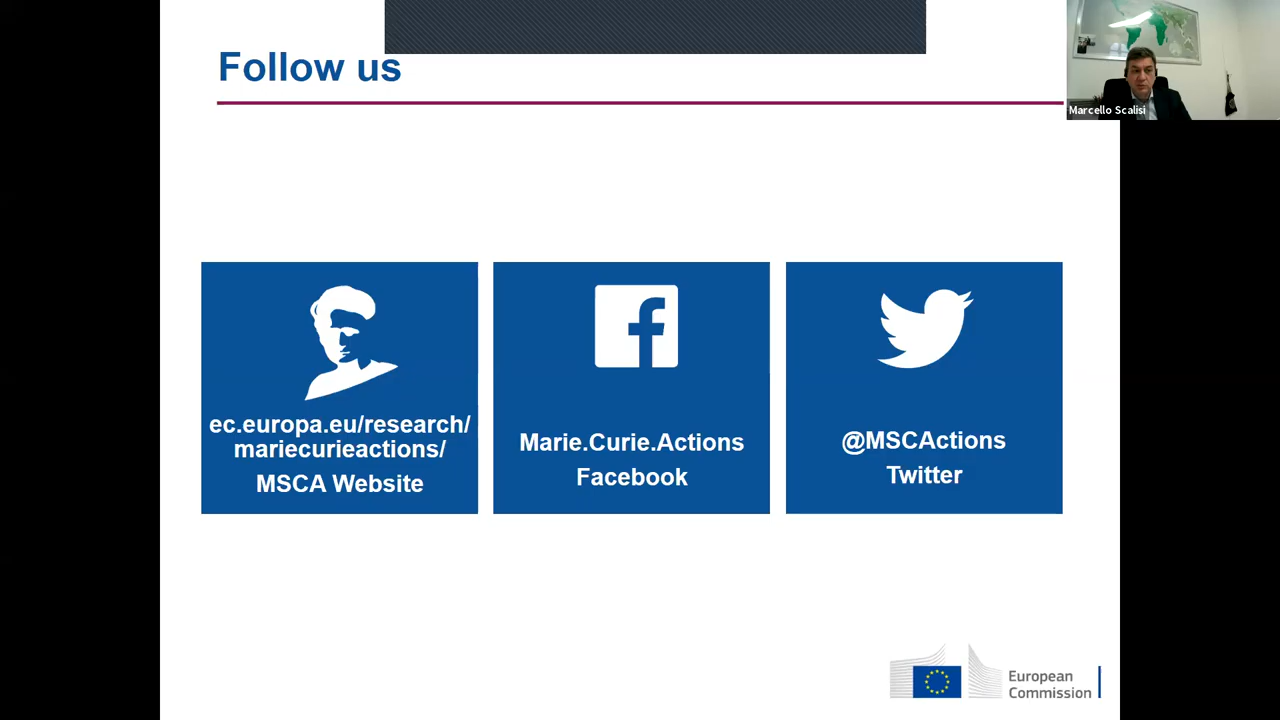 Follow us
Marcello Scalisi
ec.europa.eu/research/
mariecurieactions/
MSCA Website
Marie.Curie.Actions
Facebook
@MSCActions
Twitter
European
Commission